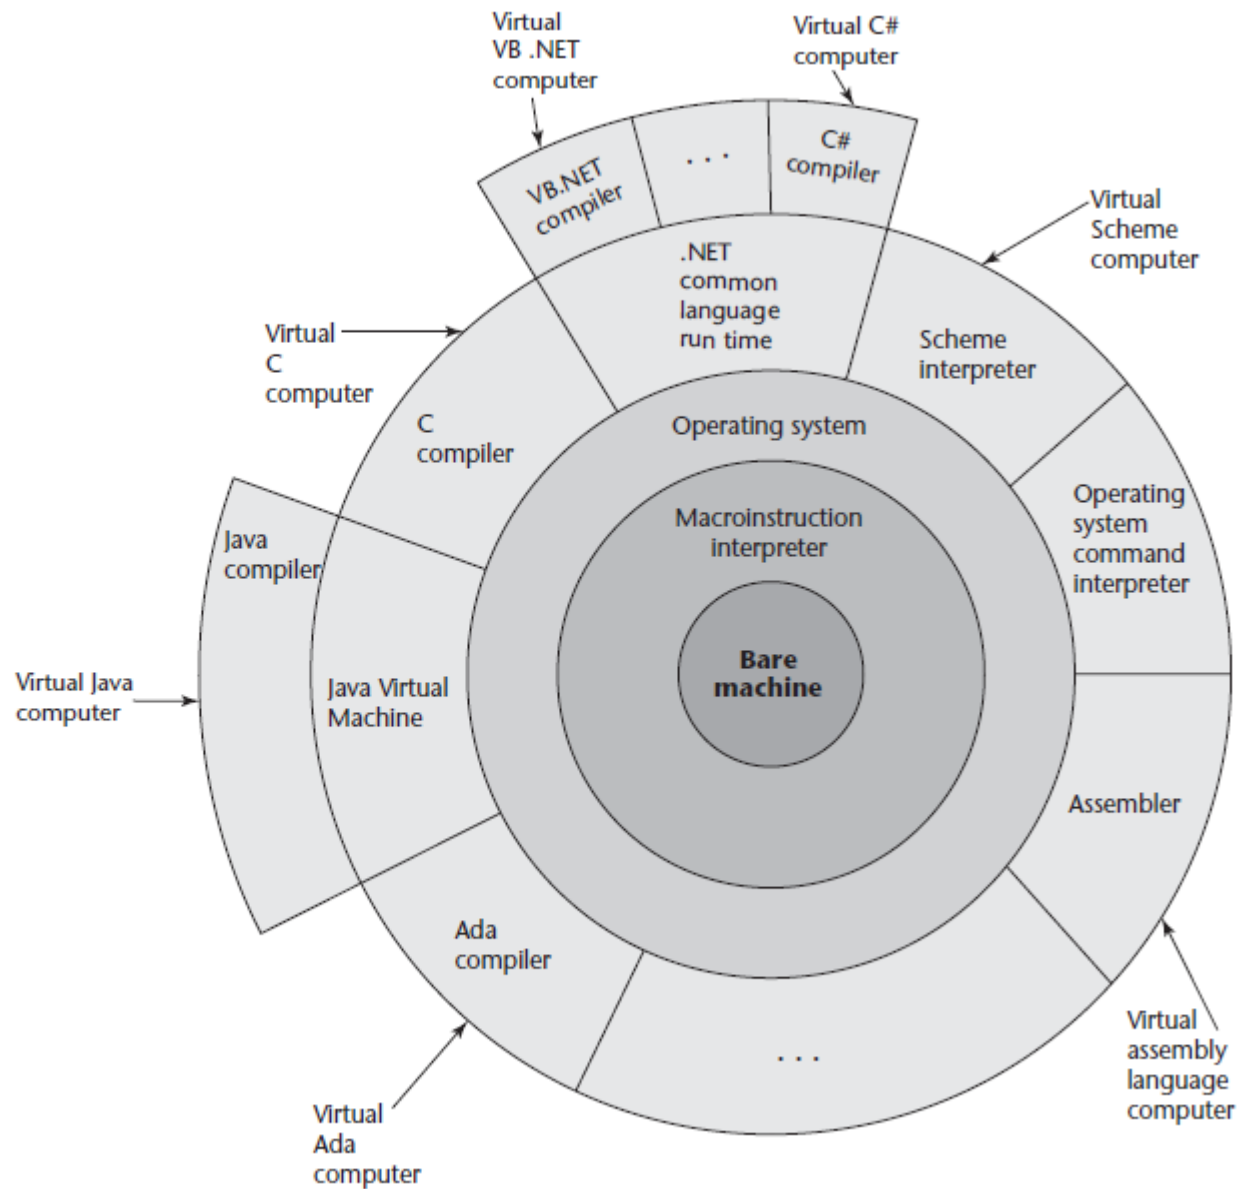 Virtual
VB .NET
computer
Virtual C#
computer
VB.NET
compiler
. . .
C#
compiler
Virtual
Scheme
computer
.NET
common
language
run time
Scheme
interpreter
Virtual
C
computer
C
compiler
Operating system
Operating
system
command
interpreter
Macroinstruction
interpreter
Java
compiler
Bare
machine
Virtual Java
computer
Java Virtual
Machine
Assembler
Ada
compiler
. . .
Virtual
assembly
language
computer
Virtual
Ada
computer